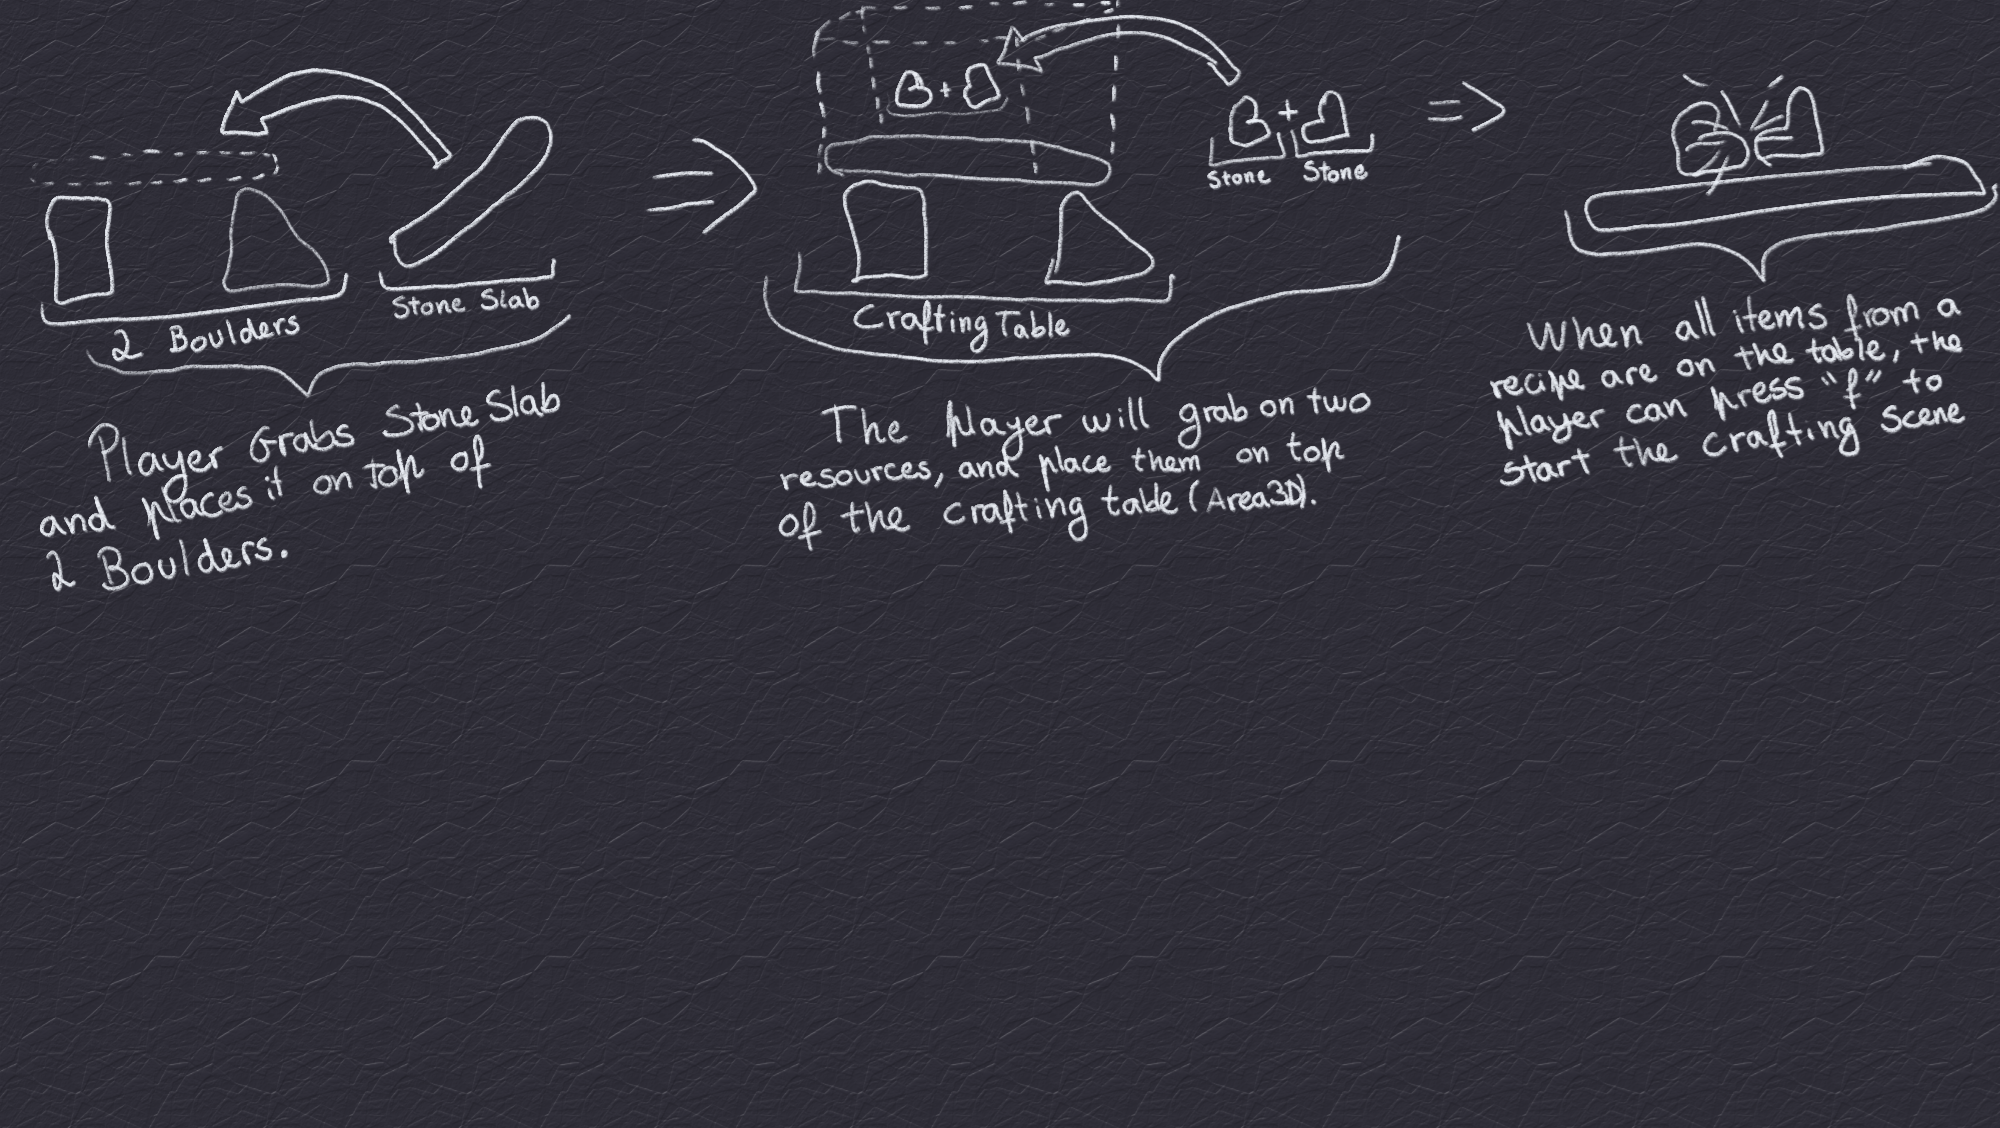 2 Boulders
Stone Slab
Player Grabs Stone Slab
and places it on top of
2 Boulders.
+
+
Stone Stone
Crafting Table
The player will grab on two
resources, and place them on top
of the crafting table (Area3D).
When all items from a
recipe are on the table, the
player can press "f" to
start the crafting scene